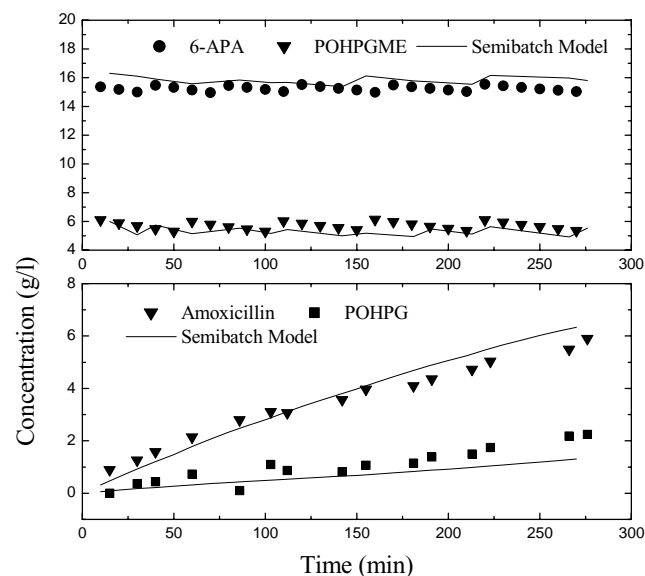 6-APA POHPGME Semibatch Model
20
18
16
14
12
10
8
6
4
0 50 100 150 200 250 300
Amoxicillin POHPG
Semibatch Model
8
6
4
2
0
0 50 100 150 200 250 300
Concentration (g/l)
Time (min)